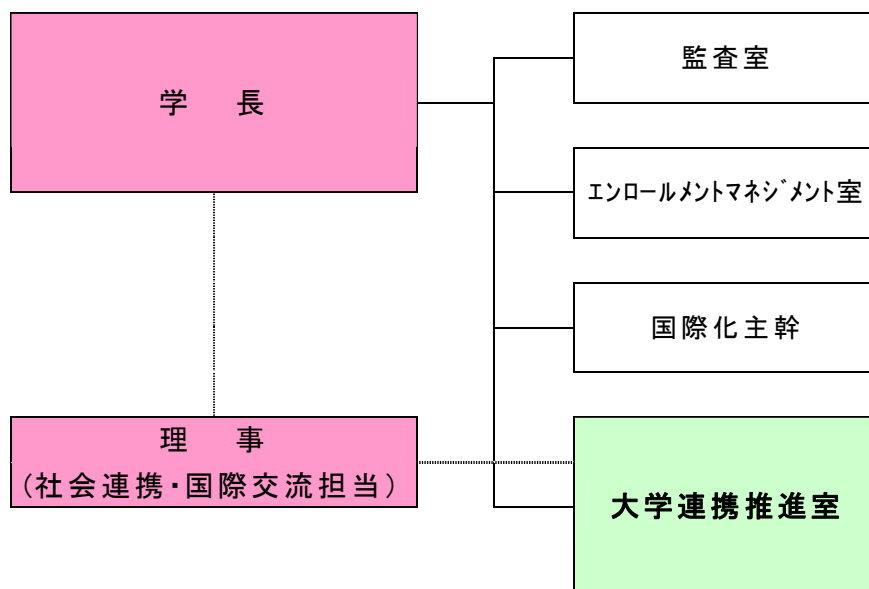 学　長
監査室
エンロールメントマネジメント室
国際化主幹
理　事
（社会連携・国際交流担当）
大学連携推進室